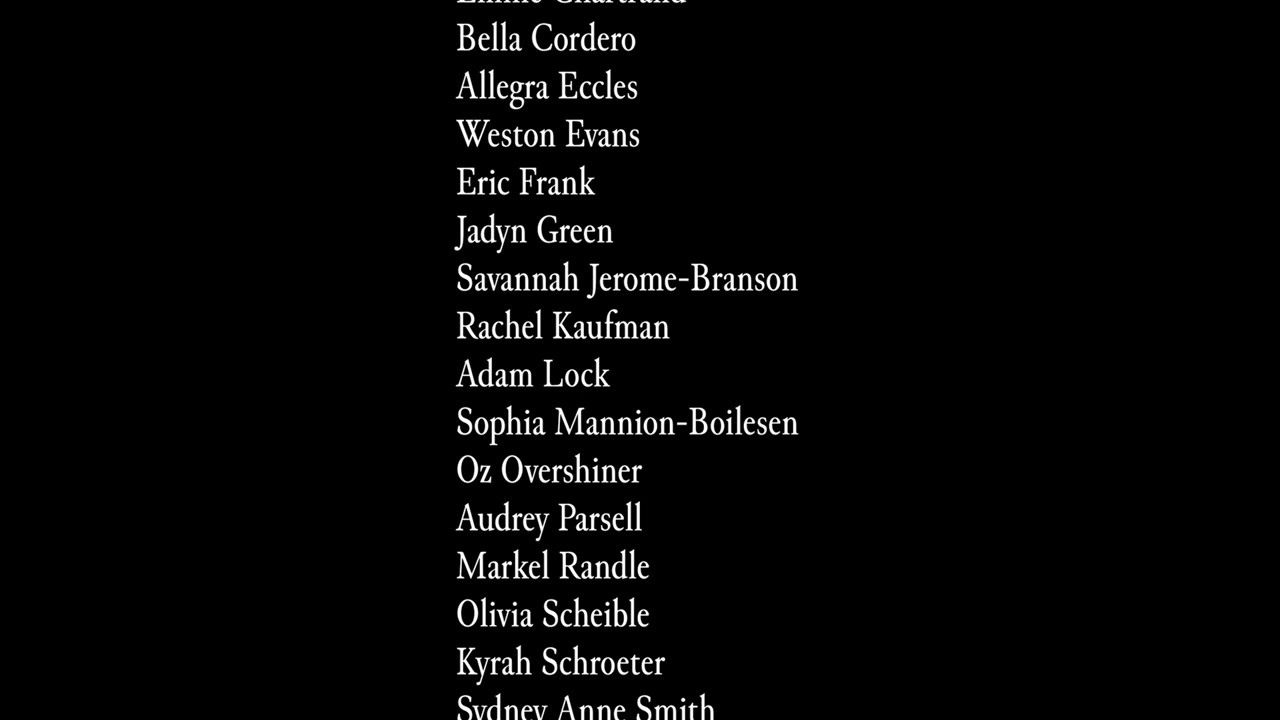 Chartrand
Bella Cordero
Allegra Eccles
Weston Evans
Eric Frank
Jadyn Green
Savannah Jerome-Branson
Rachel Kaufman
Adam Lock
Sophia Mannion-Boilesen
Oz Overshiner
Audrey Parsell
Markel Randle
Olivia Scheible
Kyrah Schroeter
Sydney Anne Smith